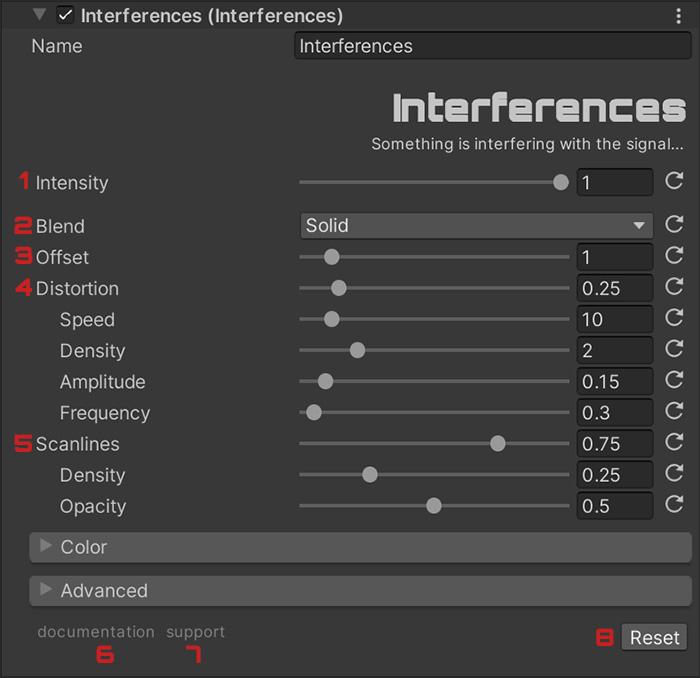 Interferences (Interferences)
Name Interferences
Interferences
Something is interfering with the signal...
1 Intensity 1
2 Blend Solid
3 Offset 1
4 Distortion 0.25
Speed 10
Density 2
Amplitude 0.15
Frequency 0.3
5 Scanlines 0.75
Density 0.25
Opacity 0.5
Color
Advanced
documentation support
6 7 8 Reset